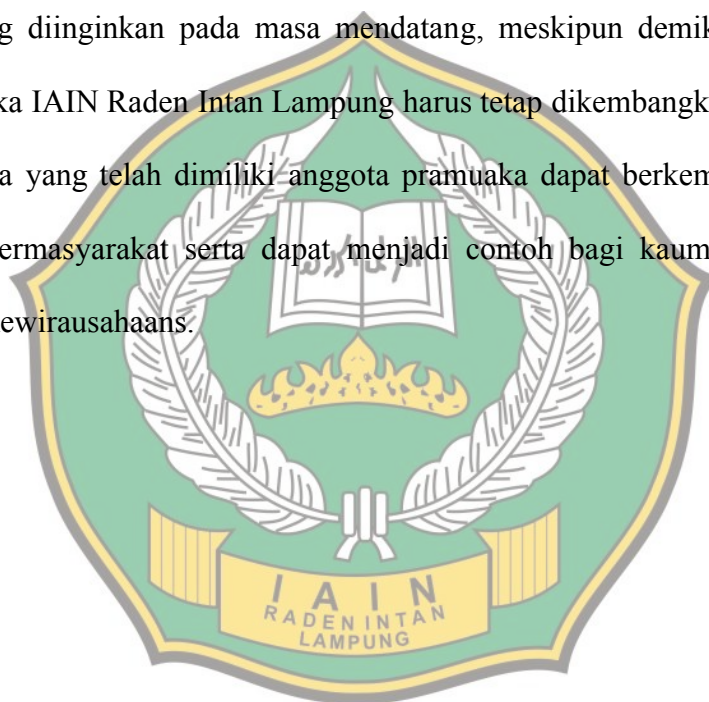 g diinginkan pada masa mendatang, meskipun demik
ka IAIN Raden Intan Lampung harus tetap dikembangk
a yang telah dimiliki anggota pramuaka dapat berkem
ermasyarakat serta dapat menjadi contoh bagi kaum
ewirausahaans.
I A I N
RADEN INTAN
LAMPUNG